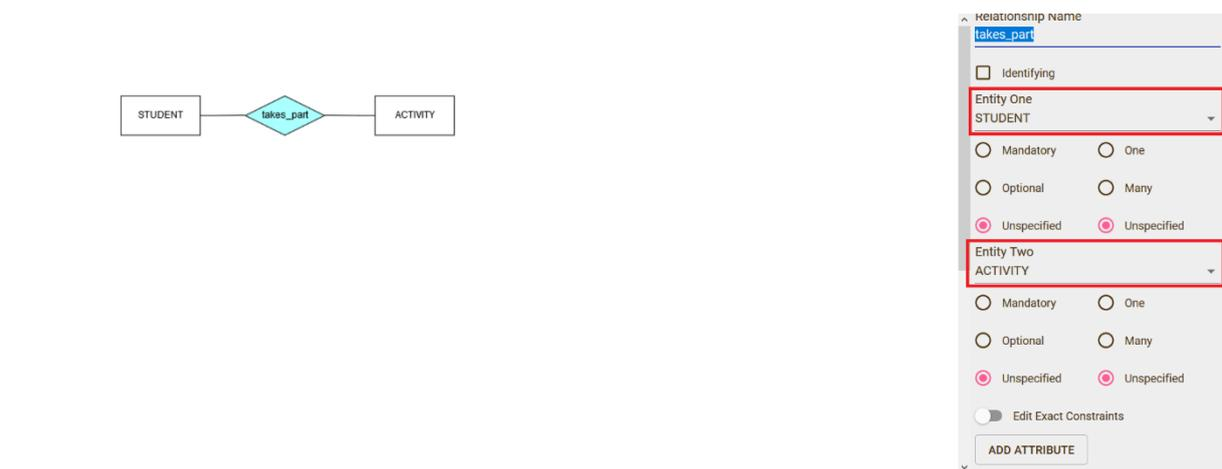 STUDENT takes_part ACTIVITY
Relationship Name
takes_part
Identifying
Entity One
STUDENT
Mandatory One
Optional Many
Unspecified Unspecified
Entity Two
ACTIVITY
Mandatory One
Optional Many
Unspecified Unspecified
Edit Exact Constraints
ADD ATTRIBUTE